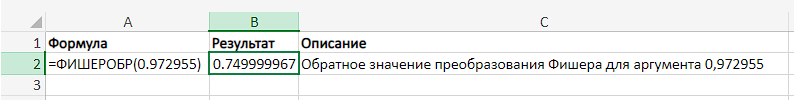 A B C
1 Формула Результат Описание
2 =ФИШЕРОБР(0.972955) 0.749999967 Обратное значение преобразования Фишера для аргумента 0,972955
3